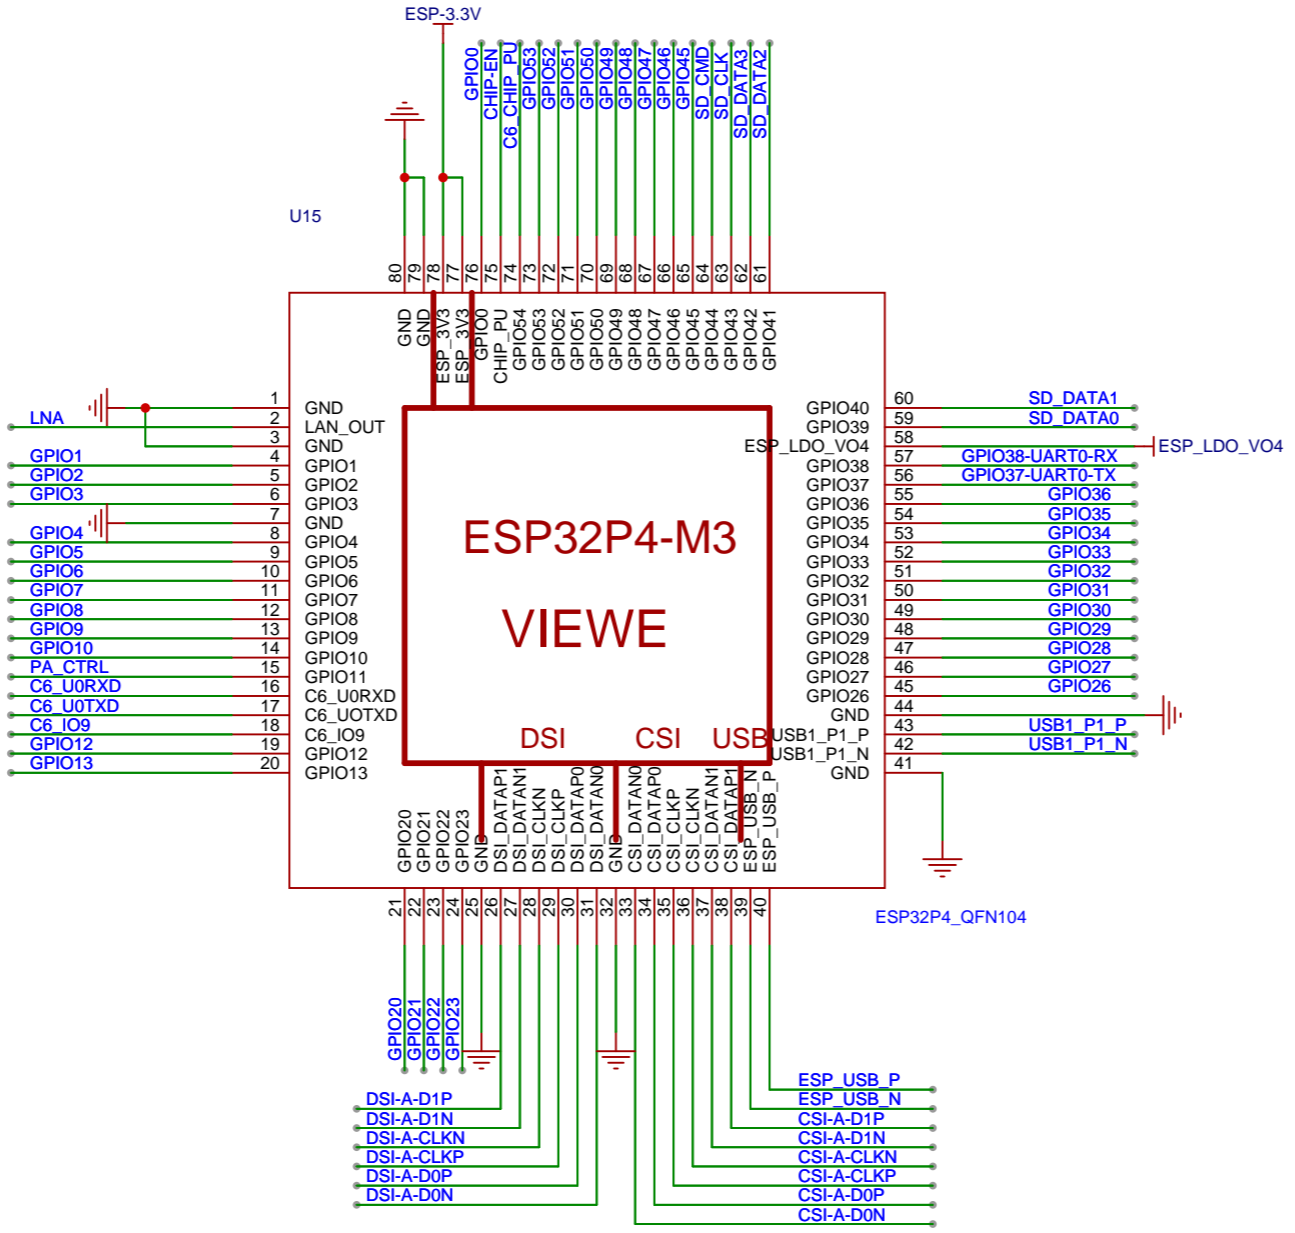 ESP-3.3V
GPIO0
CHIP-EN
C6_CHIP_PU
GPIO53
GPIO52
GPIO51
GPIO50
GPIO49
GPIO48
GPIO47
GPIO46
GPIO45
SD_CMD
SD_CLK
SD_DATA3
SD_DATA2
U15
80
79
78
77
76
75
74
73
72
71
70
69
68
67
66
65
64
63
62
61
GND
GND
ESP_3V3
ESP_3V3
GPIO0
CHIP_PU
GPIO54
GPIO53
GPIO52
GPIO51
GPIO50
GPIO49
GPIO48
GPIO47
GPIO46
GPIO45
GPIO44
GPIO43
GPIO42
GPIO41
1 GND
LNA 2 LAN_OUT
3 GND
GPIO1 4 GPIO1
GPIO2 5 GPIO2
GPIO3 6 GPIO3
7 GND
GPIO4 8 GPIO4
GPIO5 9 GPIO5
GPIO6 10 GPIO6
GPIO7 11 GPIO7
GPIO8 12 GPIO8
GPIO9 13 GPIO9
GPIO10 14 GPIO10
PA_CTRL 15 GPIO11
C6_U0RXD 16 C6_U0RXD
C6_U0TXD 17 C6_UOTXD
C6_IO9 18 C6_IO9
GPIO12 19 GPIO12
GPIO13 20 GPIO13
ESP32P4-M3
VIEWE
DSI CSI USB
GPIO40 60 SD_DATA1
GPIO39 59 SD_DATA0
ESP_LDO_VO4 58 ESP_LDO_VO4
GPIO38 57 GPIO38-UART0-RX
GPIO37 56 GPIO37-UART0-TX
GPIO36 55 GPIO36
GPIO35 54 GPIO35
GPIO34 53 GPIO34
GPIO33 52 GPIO33
GPIO32 51 GPIO32
GPIO31 50 GPIO31
GPIO30 49 GPIO30
GPIO29 48 GPIO29
GPIO28 47 GPIO28
GPIO27 46 GPIO27
GPIO26 45 GPIO26
GND 44
USB1_P1_P 43 USB1_P1_P
USB1_P1_N 42 USB1_P1_N
GND 41
GPIO20
GPIO21
GPIO22
GPIO23
GND
DSI_DATAP1
DSI_DATAN1
DSI_CLKN
DSI_CLKP
DSI_DATAP0
DSI_DATAN0
GND
CSI_DATAN0
CSI_DATAP0
CSI_CLKP
CSI_CLKN
CSI_DATAN1
CSI_DATAP1
ESP_USB_N
ESP_USB_P
21
22
23
24
25
26
27
28
29
30
31
32
33
34
35
36
37
38
39
40
ESP32P4_QFN104
GPIO20
GPIO21
GPIO22
GPIO23
DSI-A-D1P
DSI-A-D1N
DSI-A-CLKN
DSI-A-CLKP
DSI-A-D0P
DSI-A-D0N
ESP_USB_P
ESP_USB_N
CSI-A-D1P
CSI-A-D1N
CSI-A-CLKN
CSI-A-CLKP
CSI-A-D0P
CSI-A-D0N